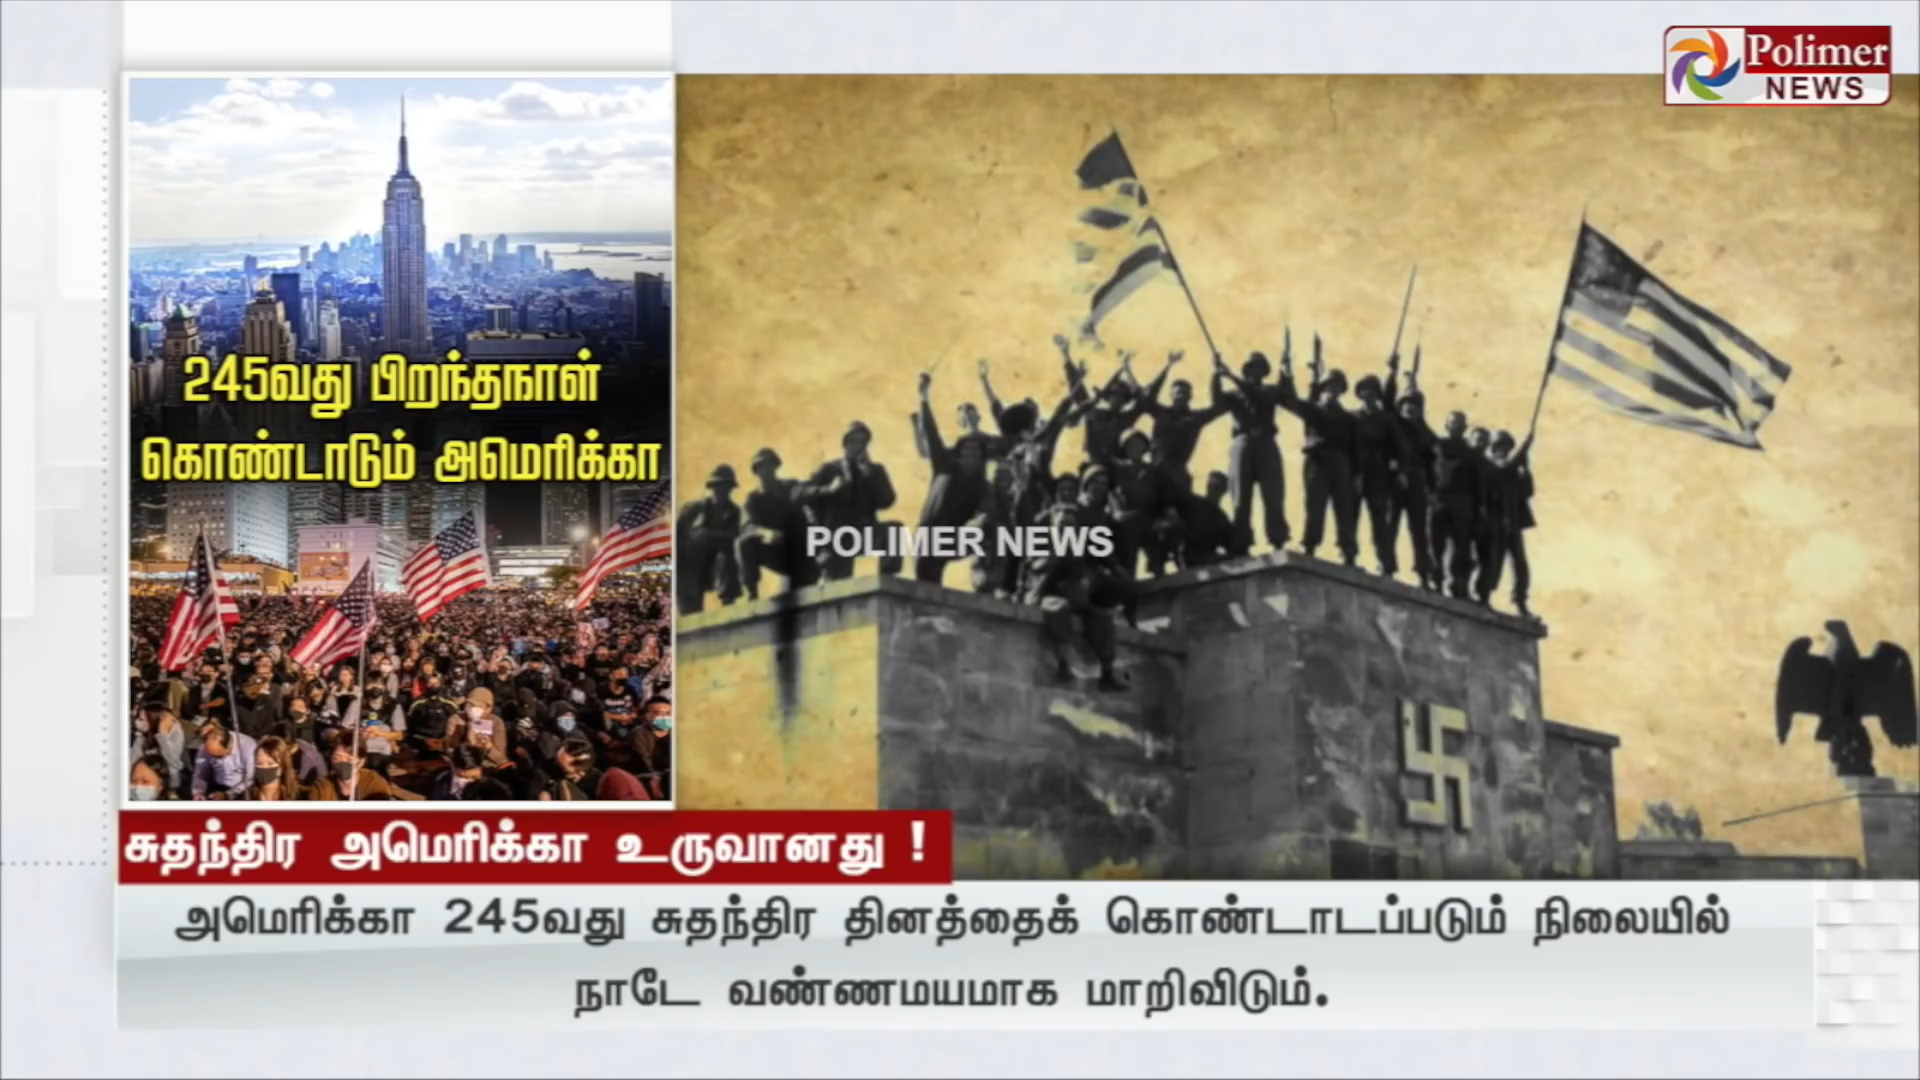 Polimer
NEWS
245வது பிறந்தநாள்
கொண்டாடும் அமெரிக்கா
POLIMER NEWS
சுதந்திர அமெரிக்கா உருவானது !
அமெரிக்கா 245வது சுதந்திர தினத்தைக் கொண்டாடப்படும் நிலையில்
நாடே வண்ணமயமாக மாறிவிடும்.